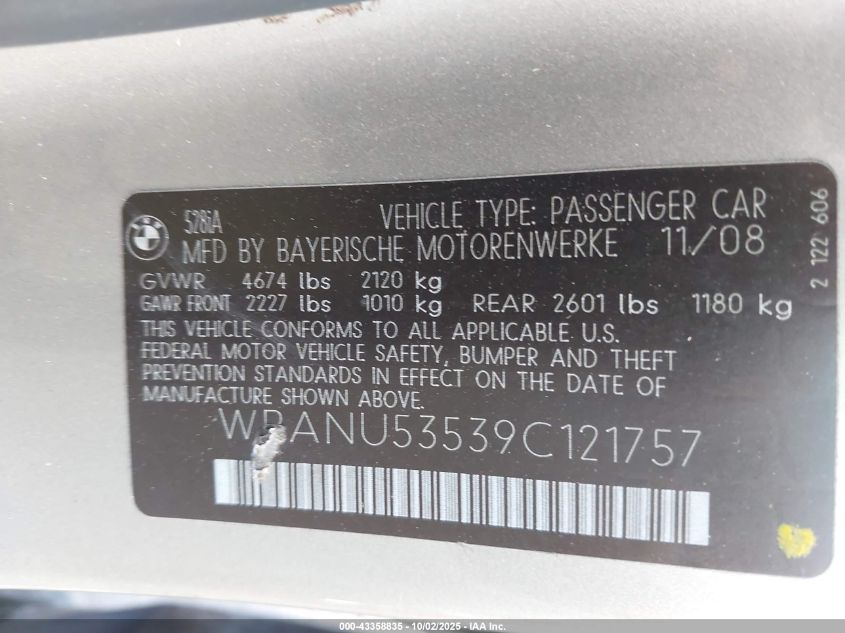 BMW
528iA VEHICLE TYPE: PASSENGER CAR
MFD BY BAYERISCHE MOTORENWERKE 11/08
GVWR 4674 lbs 2120 kg
GAWR FRONT 2227 lbs 1010 kg REAR 2601 lbs 1180 kg
THIS VEHICLE CONFORMS TO ALL APPLICABLE U.S.
FEDERAL MOTOR VEHICLE SAFETY, BUMPER AND THEFT
PREVENTION STANDARDS IN EFFECT ON THE DATE OF
MANUFACTURE SHOWN ABOVE.
WBANU53539C121757
2 122 606
000-43358835 - 10/02/2025 - IAA Inc.